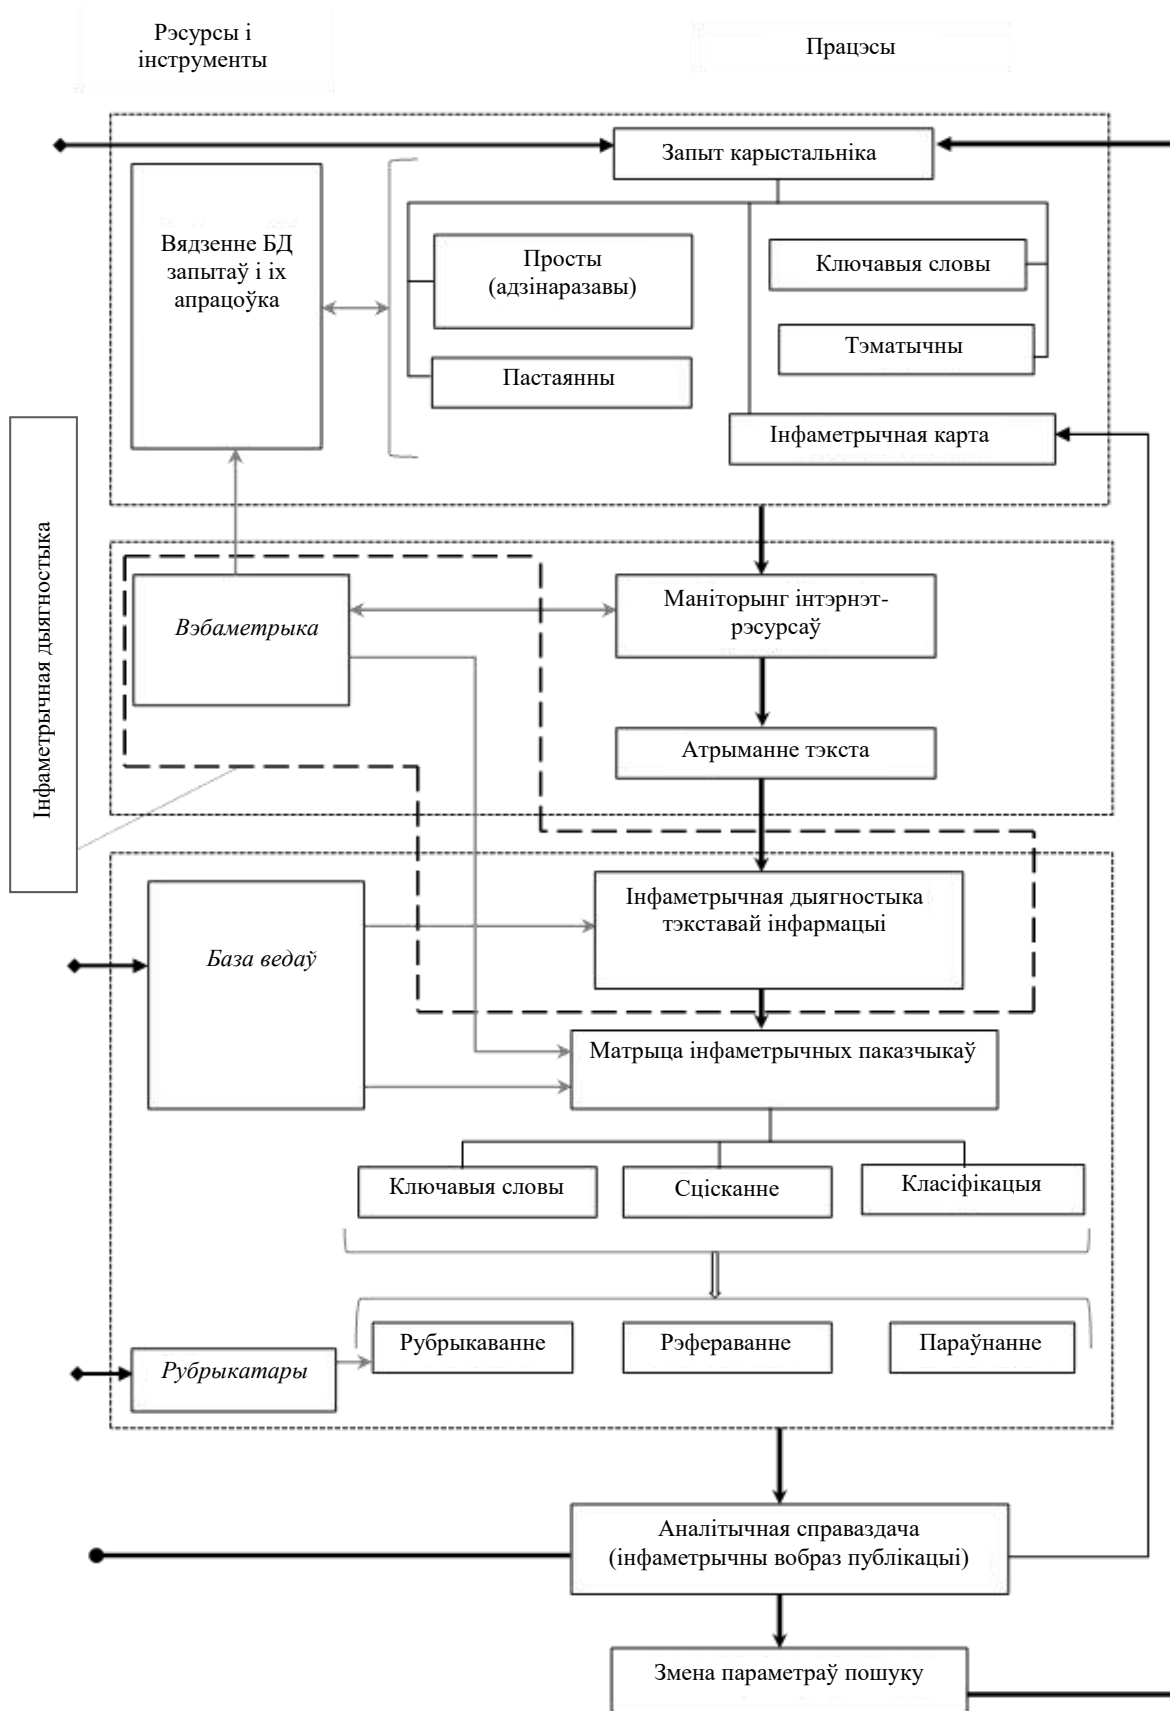 Рэсурсы і
інструменты
Працэсы
Запыт карыстальніка
Вядзенне БД
запытаў і іх
апрацоўка
Просты
(адзінаразавы)
Ключавыя словы
Тэматычны
Пастаянны
Інфаметрычная карта
Інфаметрычная дыягностыка
Вэбаметрыка
Маніторынг інтэрнэт-
рэсурсаў
Атрыманне тэкста
Інфаметрычная дыягностыка
тэкставай інфармацыі
База ведаў
Матрыца інфаметрычных паказчыкаў
Ключавыя словы
Сцісканне
Класіфікацыя
Рубрыкаванне
Рэфераванне
Параўнанне
Рубрыкатары
Аналітычная справаздача
(інфаметрычны вобраз публікацыі)
Змена параметраў пошуку